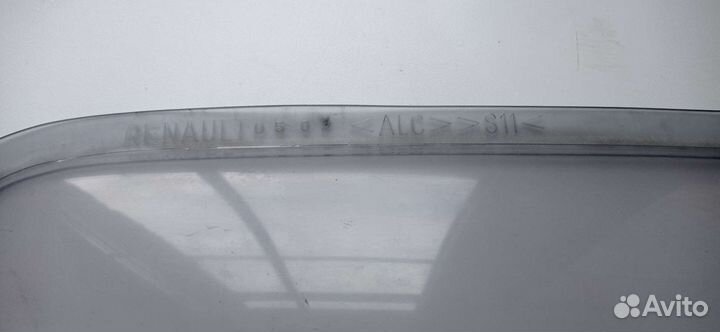 RENAULT <ALC> >S11<
Avito